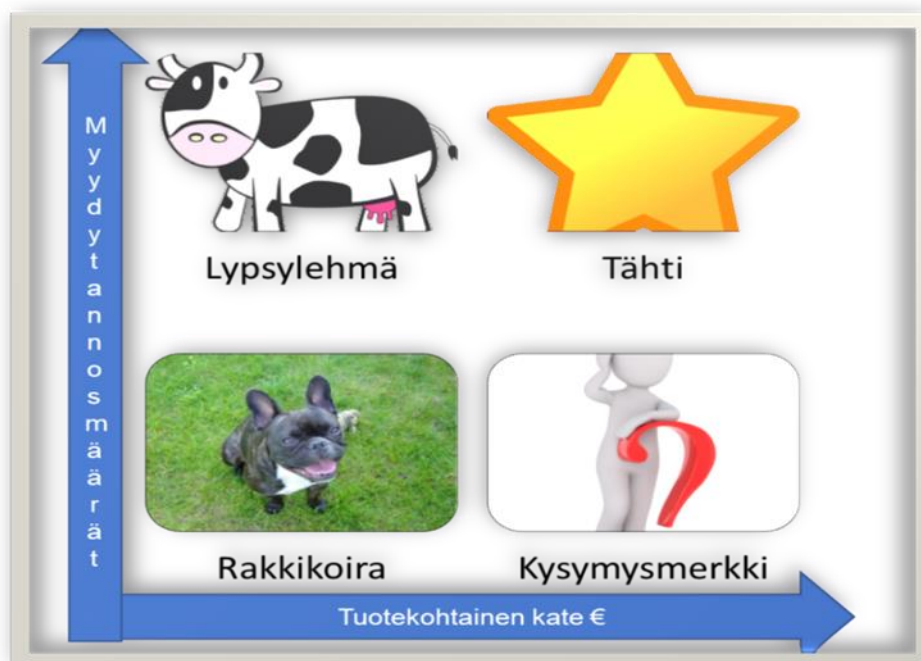 Myydyt annosmäärät
Lypsylehmä
Tähti
Rakkikoira
Kysymysmerkki
Tuotekohtainen kate €